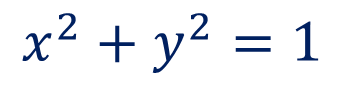 x² + y² = 1